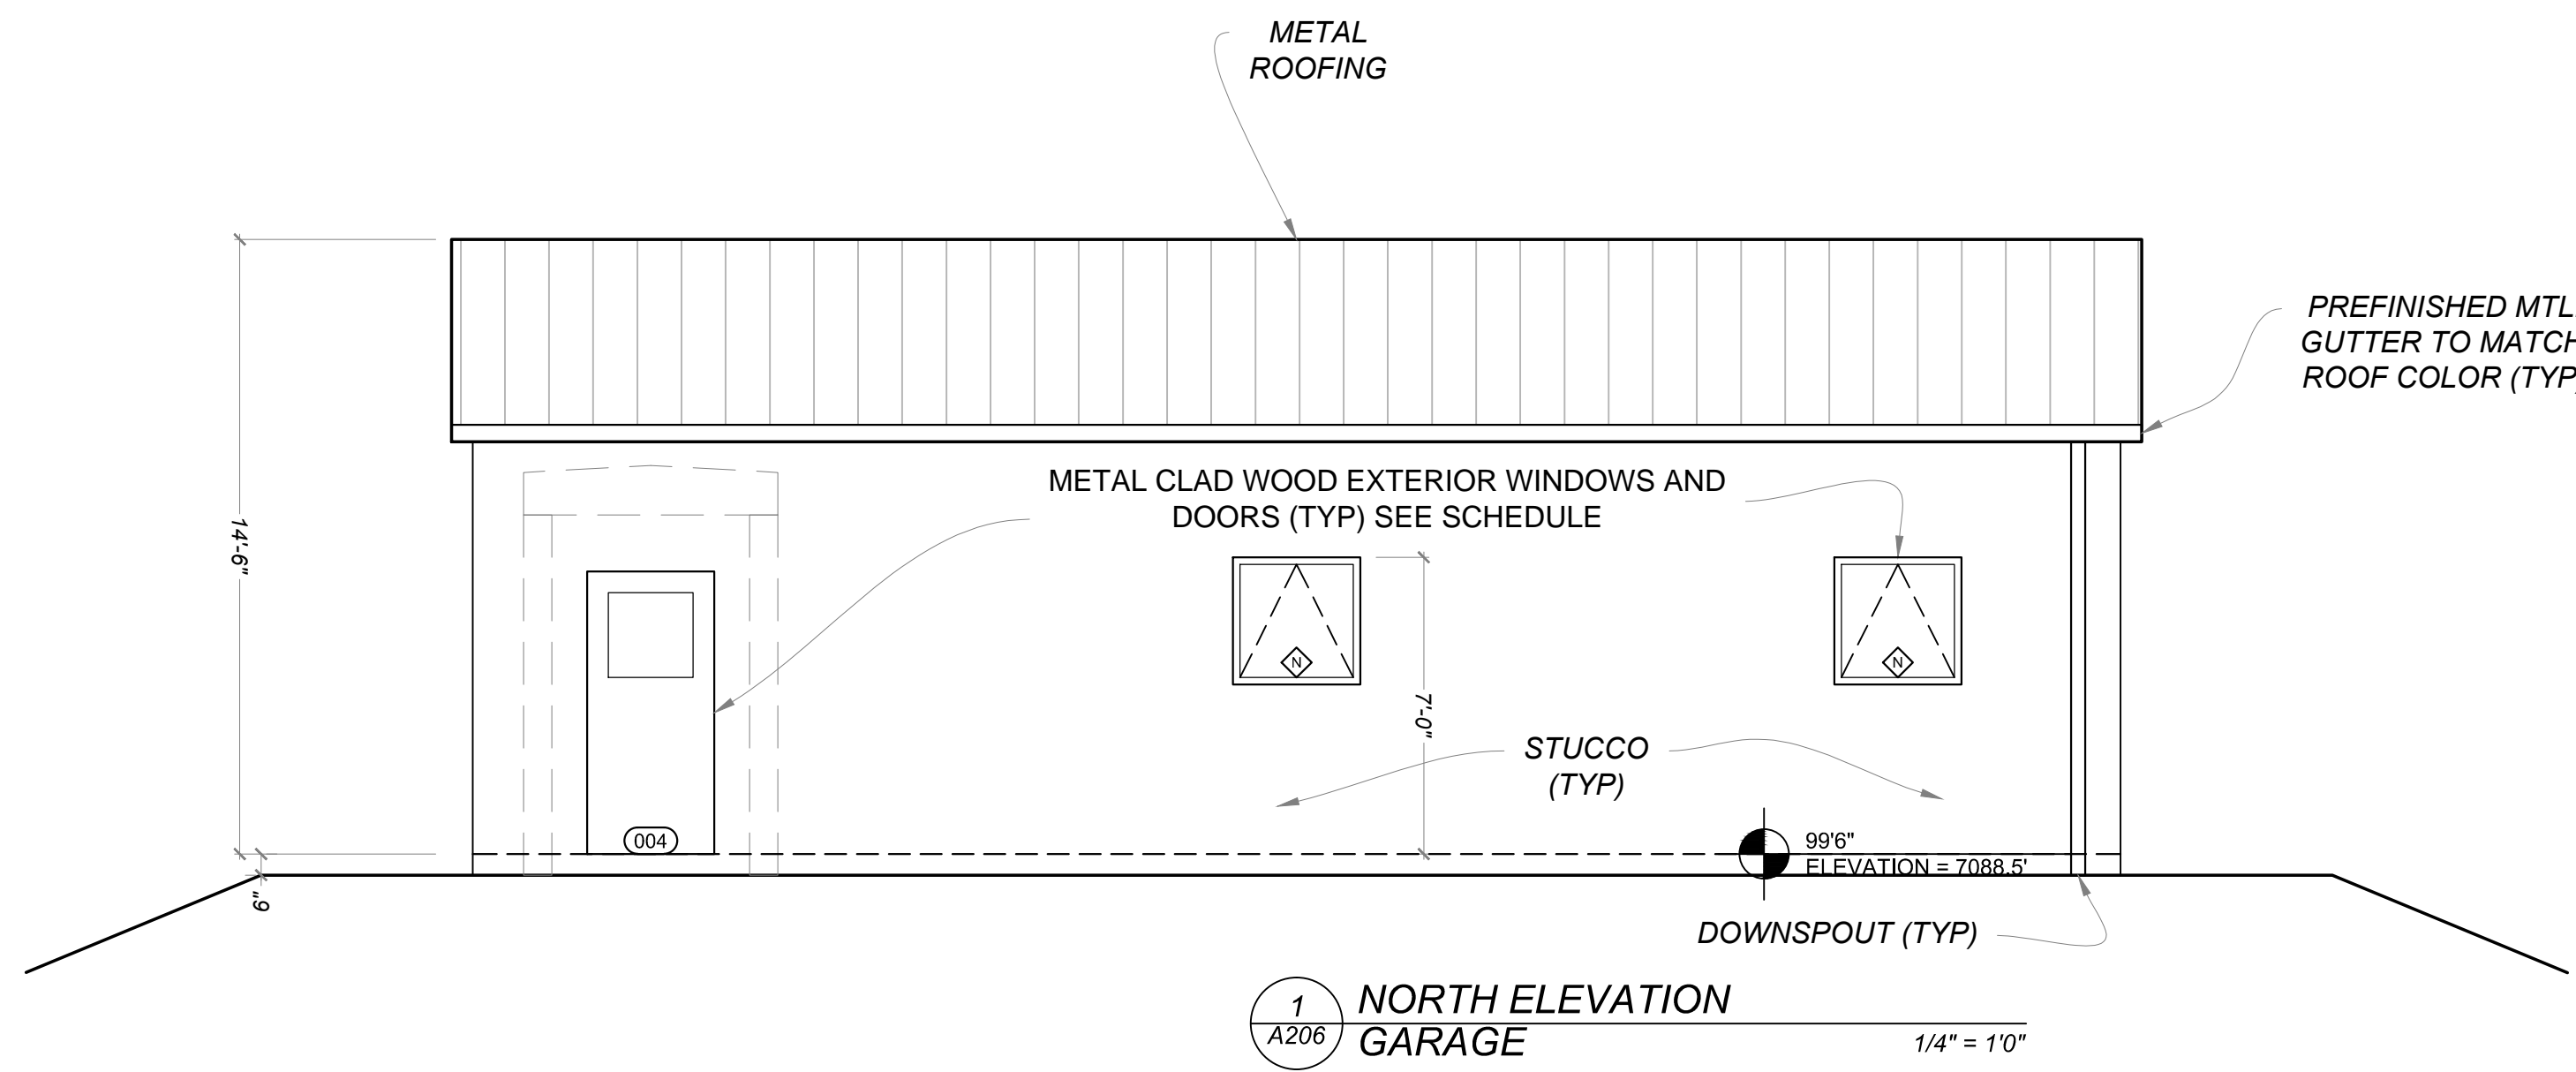 METAL
ROOFING
PREFINISHED MTL
GUTTER TO MATCH
ROOF COLOR (TYP
METAL CLAD WOOD EXTERIOR WINDOWS AND
DOORS (TYP) SEE SCHEDULE
14'-6"
7'-0"
N
N
STUCCO
(TYP)
004
99'6"
ELEVATION = 7088.5'
6"
DOWNSPOUT (TYP)
1
A206
NORTH ELEVATION
GARAGE
1/4" = 1'0"